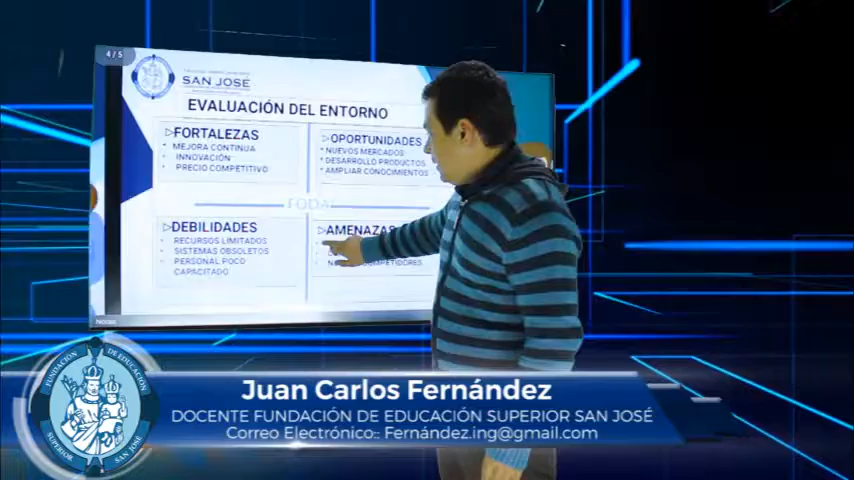 4/5
SAN JOSÉ
EVALUACIÓN DEL ENTORNO
▷FORTALEZAS
• MEJORA CONTINUA
• INNOVACIÓN
• PRECIO COMPETITIVO
▷OPORTUNIDADES
• NUEVOS MERCADOS
• DESARROLLO PRODUCTOS
• AMPLIAR CONOCIMIENTOS
FODA
▷DEBILIDADES
• RECURSOS LIMITADOS
• SISTEMAS OBSOLETOS
• PERSONAL POCO
CAPACITADO
▷AMENAZAS
FUNDACIÓN DE EDUCACIÓN
SUPERIOR SAN JOSÉ
Juan Carlos Fernández
DOCENTE FUNDACIÓN DE EDUCACIÓN SUPERIOR SAN JOSÉ
Correo Electrónico.: Fernández.ing@gmail.com